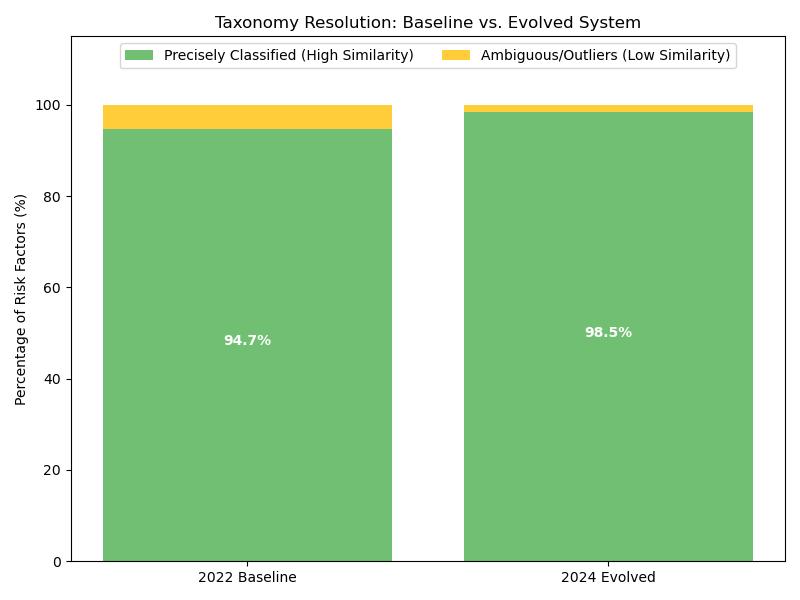 Taxonomy Resolution: Baseline vs. Evolved System
Precisely Classified (High Similarity)
Ambiguous/Outliers (Low Similarity)
Percentage of Risk Factors (%)
100
80
60
40
20
0
94.7%
98.5%
2022 Baseline
2024 Evolved